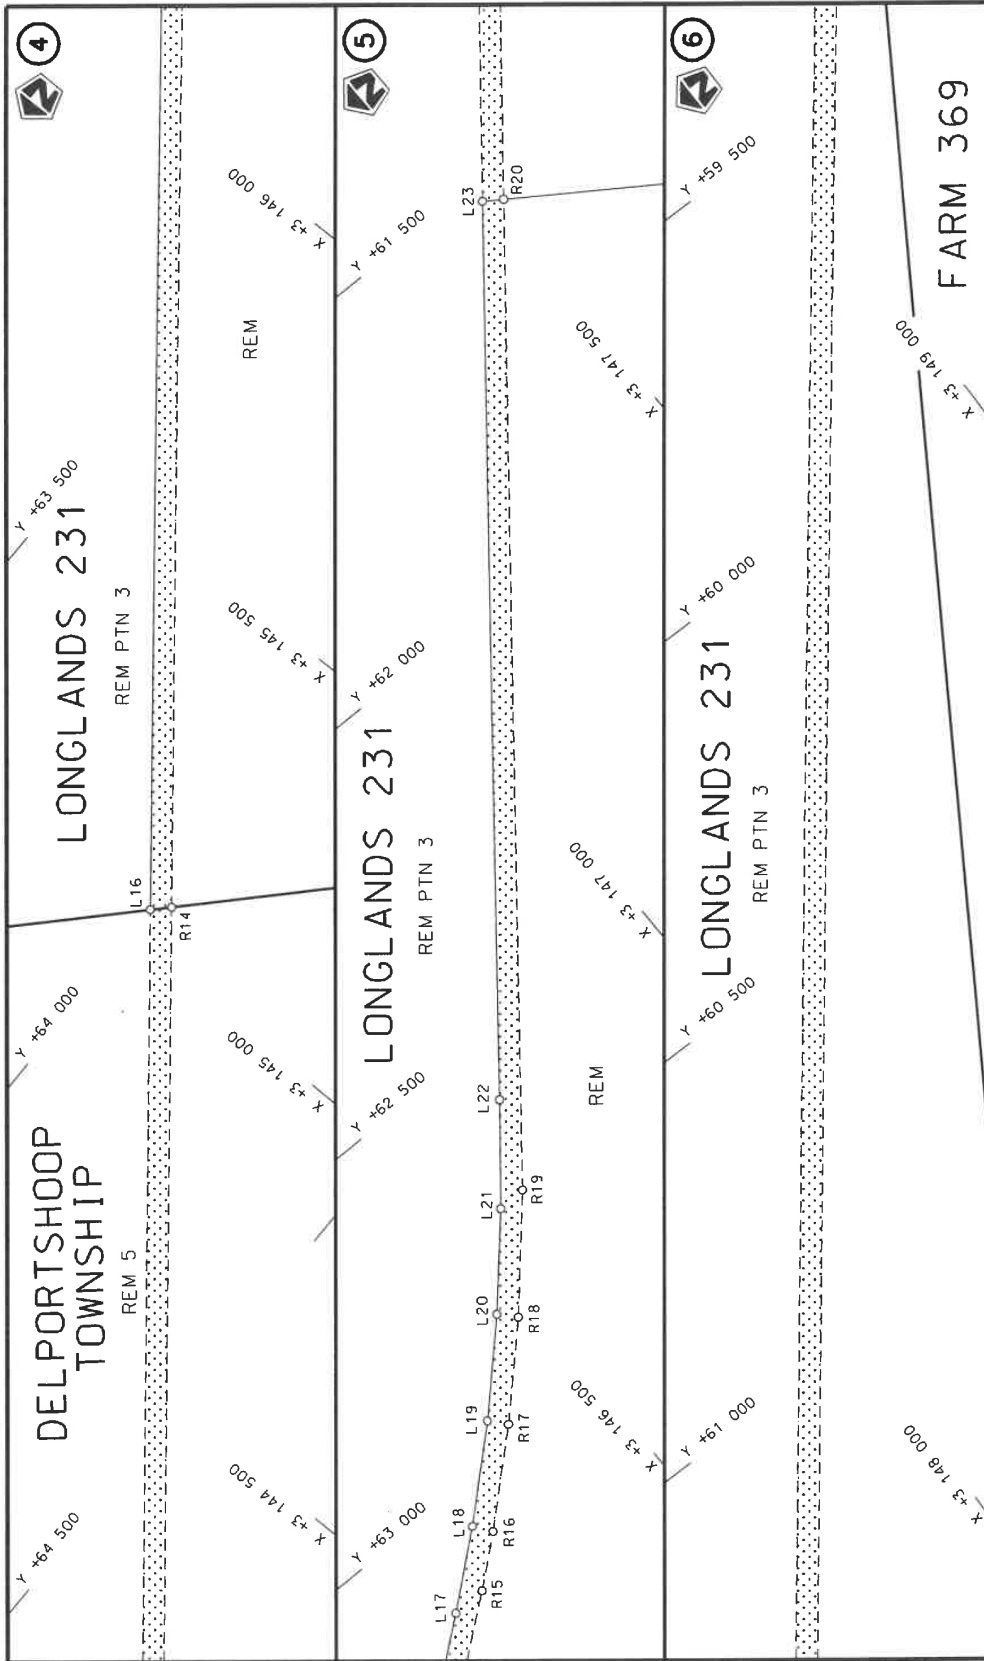 4
DELPORTSHOOP
TOWNSHIP
REM 5
LONGLANDS 231
REM PTN 3
REM
Y +64 500
Y +64 000
Y +63 500
L16
R14
X +3 144 500
X +3 145 000
X +3 145 500
X +3 146 000
5
LONGLANDS 231
REM PTN 3
REM
Y +63 000
Y +62 500
Y +62 000
Y +61 500
L17
L18
L19
L20
L21
L22
L23
R15
R16
R17
R18
R19
R20
X +3 146 500
X +3 147 000
X +3 147 500
6
LONGLANDS 231
REM PTN 3
Y +61 000
Y +60 500
Y +60 000
Y +59 500
X +3 148 000
X +3 149 000
FARM 369